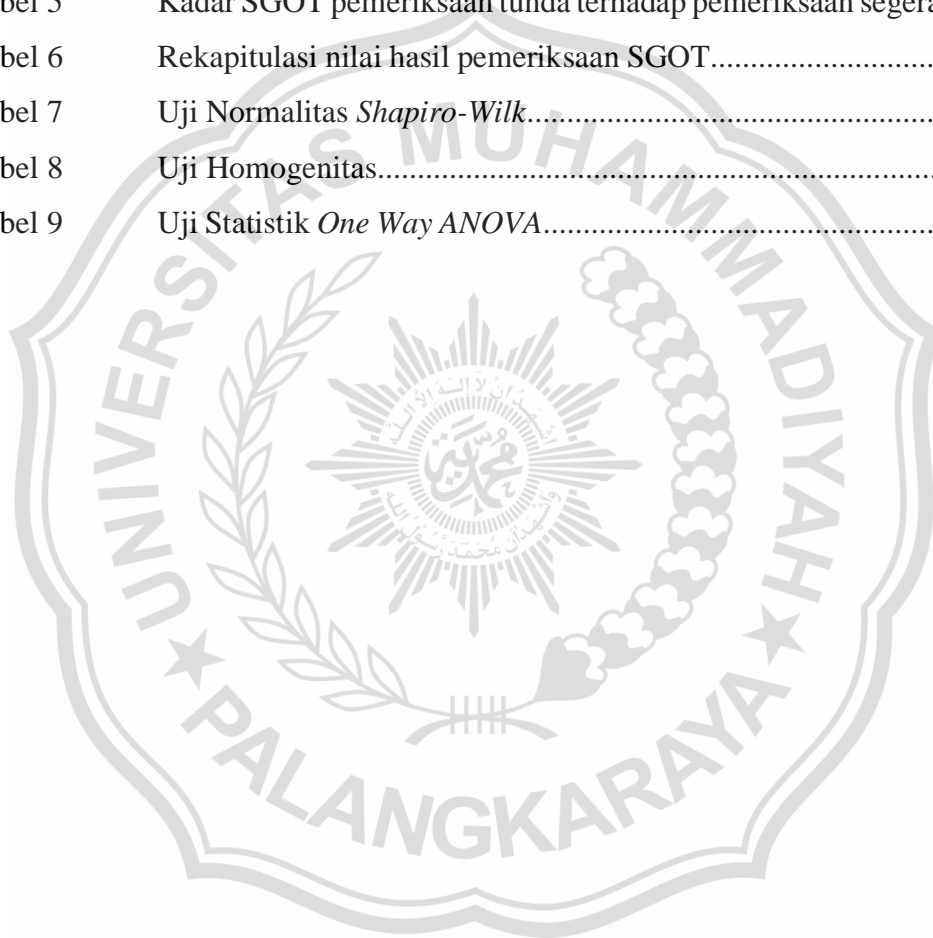 bel 5 Kadar SGOT pemeriksaan tunda terhadap pemeriksaan segera
bel 6 Rekapitulasi nilai hasil pemeriksaan SGOT...............................
bel 7 Uji Normalitas Shapiro-Wilk.......................................................
bel 8 Uji Homogenitas.........................................................................
bel 9 Uji Statistik One Way ANOVA....................................................
UNIVERSITAS MUHAMMADIYAH
PALANGKARAYA